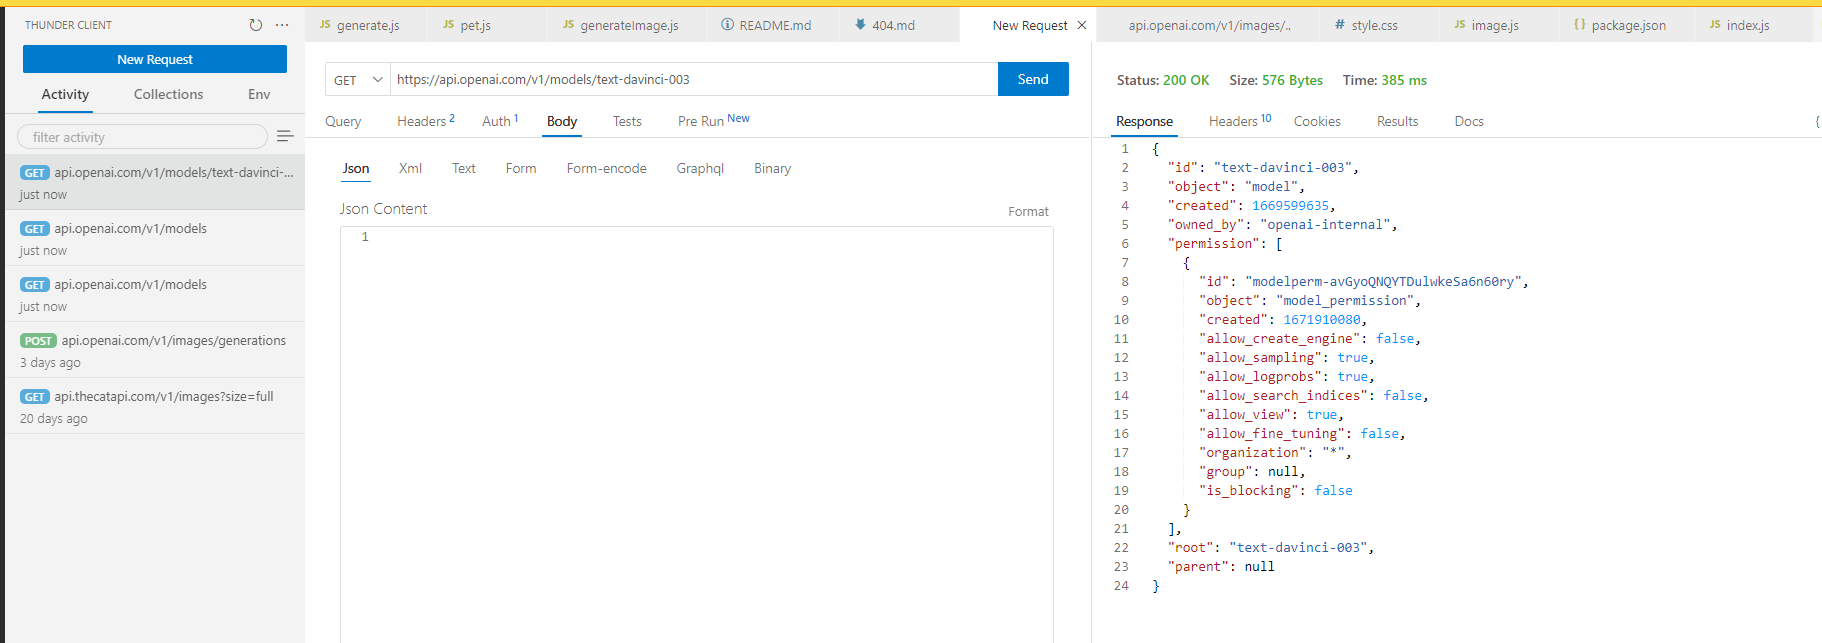 THUNDER CLIENT
New Request
Activity Collections Env
filter activity
GET api.openai.com/v1/models/text-davinci-...
just now
GET api.openai.com/v1/models
just now
GET api.openai.com/v1/models
just now
POST api.openai.com/v1/images/generations
3 days ago
GET api.thecatapi.com/v1/images?size=full
20 days ago
JS generate.js JS pet.js JS generateImage.js README.md 404.md New Request api.openai.com/v1/images/.. # style.css JS image.js {} package.json JS index.js
GET https://api.openai.com/v1/models/text-davinci-003 Send
Query Headers 2 Auth 1 Body Tests Pre Run New
Json Xml Text Form Form-encode Graphql Binary
Json Content Format
1
Status: 200 OK Size: 576 Bytes Time: 385 ms
Response Headers 10 Cookies Results Docs {
1 {
2 "id": "text-davinci-003",
3 "object": "model",
4 "created": 1669599635,
5 "owned_by": "openai-internal",
6 "permission": [
7 {
8 "id": "modelperm-avGyoQNQYTDulwkeSa6n60ry",
9 "object": "model_permission",
10 "created": 1671910080,
11 "allow_create_engine": false,
12 "allow_sampling": true,
13 "allow_logprobs": true,
14 "allow_search_indices": false,
15 "allow_view": true,
16 "allow_fine_tuning": false,
17 "organization": "*",
18 "group": null,
19 "is_blocking": false
20 }
21 ],
22 "root": "text-davinci-003",
23 "parent": null
24 }